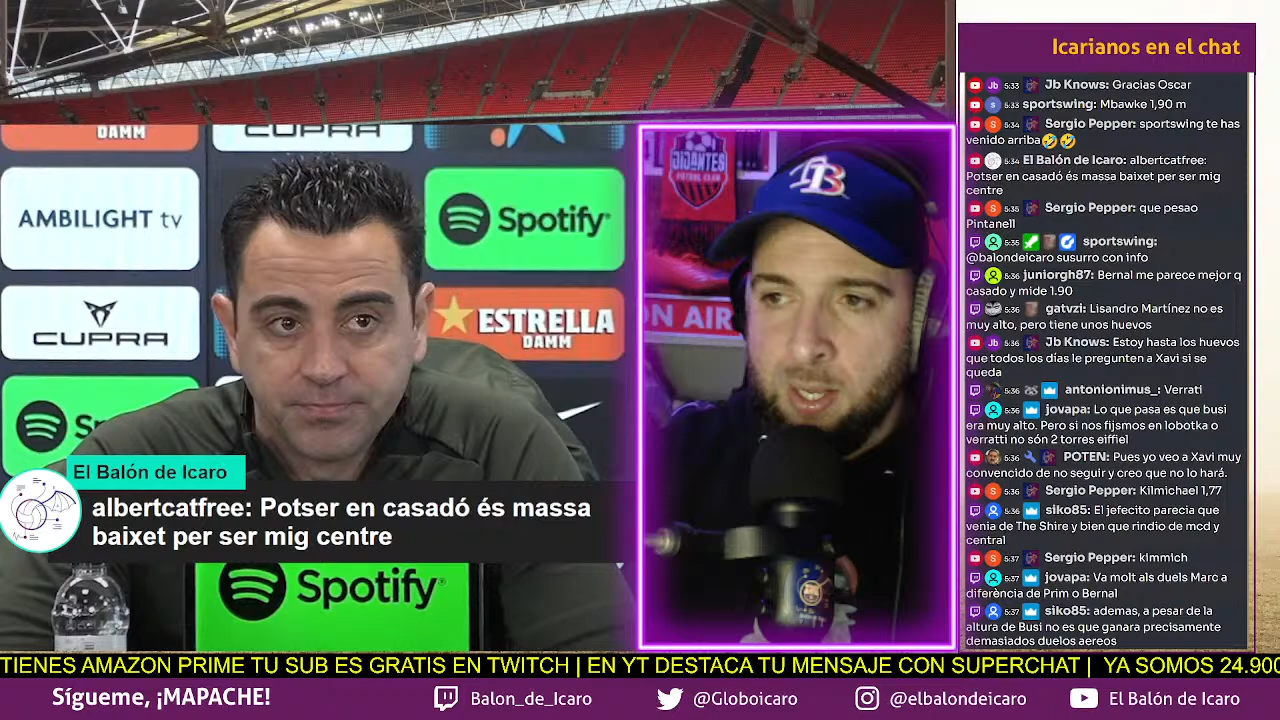 Icarianos en el chat
Jb 5:33 Jb Knows: Gracias Oscar
s 5:33 sportswing: Mbawke 1,90 m
S 5:34 Sergio Pepper: sportswing te has
venido arriba🤣🤣
5:34 El Balón de Icaro: albertcatfree:
Potser en casadó és massa baixet per ser mig
centre
S 5:35 Sergio Pepper: que pesao
Pintanell
5:35 sportswing:
@balondeicaro susurro con info
5:36 juniorgh87: Bernal me parece mejor q
casado y mide 1.90
5:36 gatvzi: Lisandro Martínez no es
muy alto, pero tiene unos huevos
Jb 5:36 Jb Knows: Estoy hasta los huevos
que todos los días le pregunten a Xavi si se
queda
5:36 antonionimus_: Verrati
5:36 jovapa: Lo que pasa es que busi
era muy alto. Pero si nos fijsmos en lobotka o
verratti no són 2 torres eiffiel
5:36 POTEN: Pues yo veo a Xavi muy
convencido de no seguir y creo que no lo hará.
S 5:36 Sergio Pepper: Kilmichael 1,77
5:36 siko85: El jefecito parecia que
venia de The Shire y bien que rindio de mcd y
central
S 5:37 Sergio Pepper: kImmich
5:37 jovapa: Va molt als duels Marc a
diferència de Prim o Bernal
5:37 siko85: ademas, a pesar de la
altura de Busi no es que ganara precisamente
demasiados duelos aereos
DAMM
CUPRA
AMBILIGHT tv
Spotify
CUPRA
ESTRELLA
DAMM
GIGANTES
FÚTBOL CLUB
TB
ON AIR
El Balón de Icaro
albertcatfree: Potser en casadó és massa
baixet per ser mig centre
Spotify
TIENES AMAZON PRIME TU SUB ES GRATIS EN TWITCH | EN YT DESTACA TU MENSAJE CON SUPERCHAT | YA SOMOS 24.900
Sígueme, ¡MAPACHE!
Balon_de_Icaro
@Globoicaro
@elbalondeicaro
El Balón de Icaro